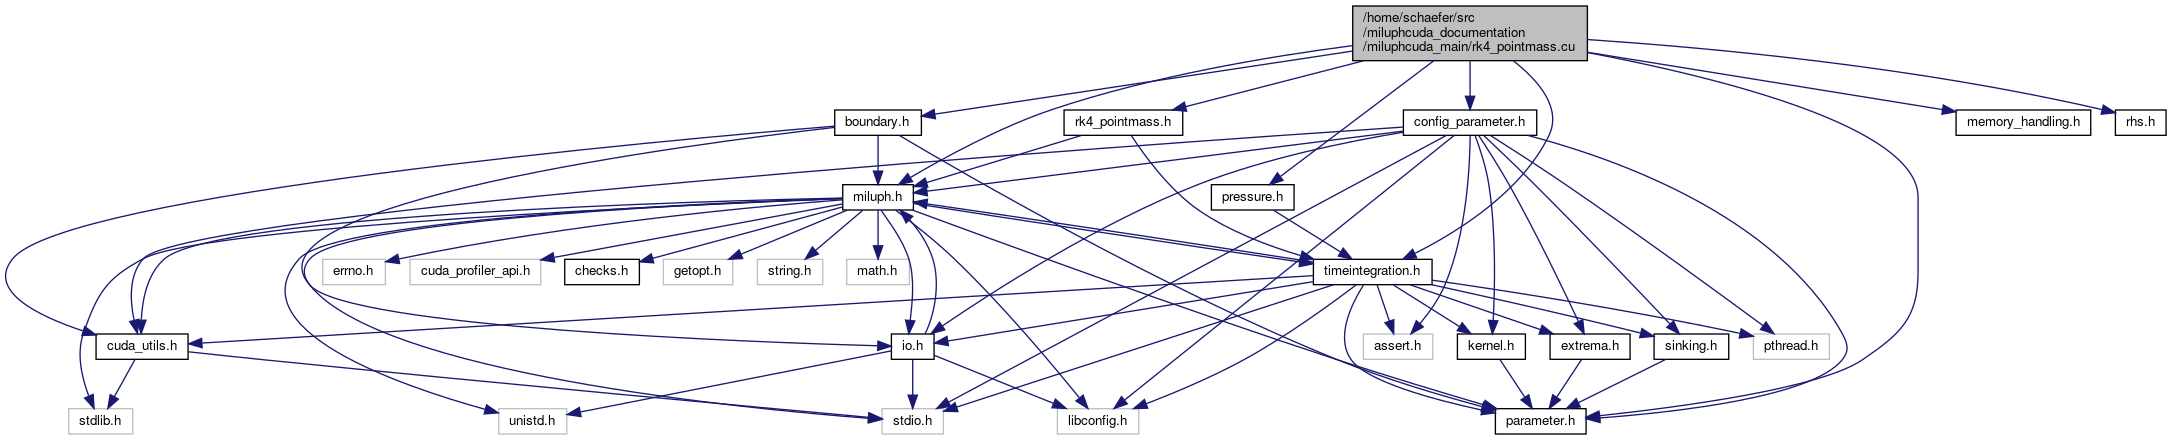 /home/schaefer/src
/miluphcuda_documentation
/miluphcuda_main/rk4_pointmass.cu
boundary.h
rk4_pointmass.h
config_parameter.h
memory_handling.h
rhs.h
miluph.h
pressure.h
errno.h
cuda_profiler_api.h
checks.h
getopt.h
string.h
math.h
timeintegration.h
cuda_utils.h
io.h
assert.h
kernel.h
extrema.h
sinking.h
pthread.h
stdlib.h
unistd.h
stdio.h
libconfig.h
parameter.h